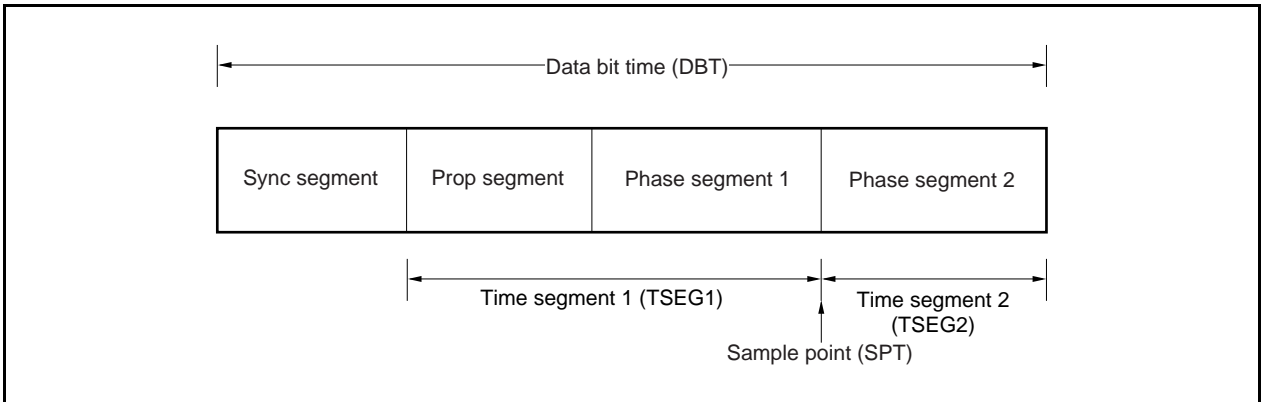 Data bit time (DBT)
Sync segment
Prop segment
Phase segment 1
Phase segment 2
Time segment 1 (TSEG1)
Time segment 2
(TSEG2)
Sample point (SPT)